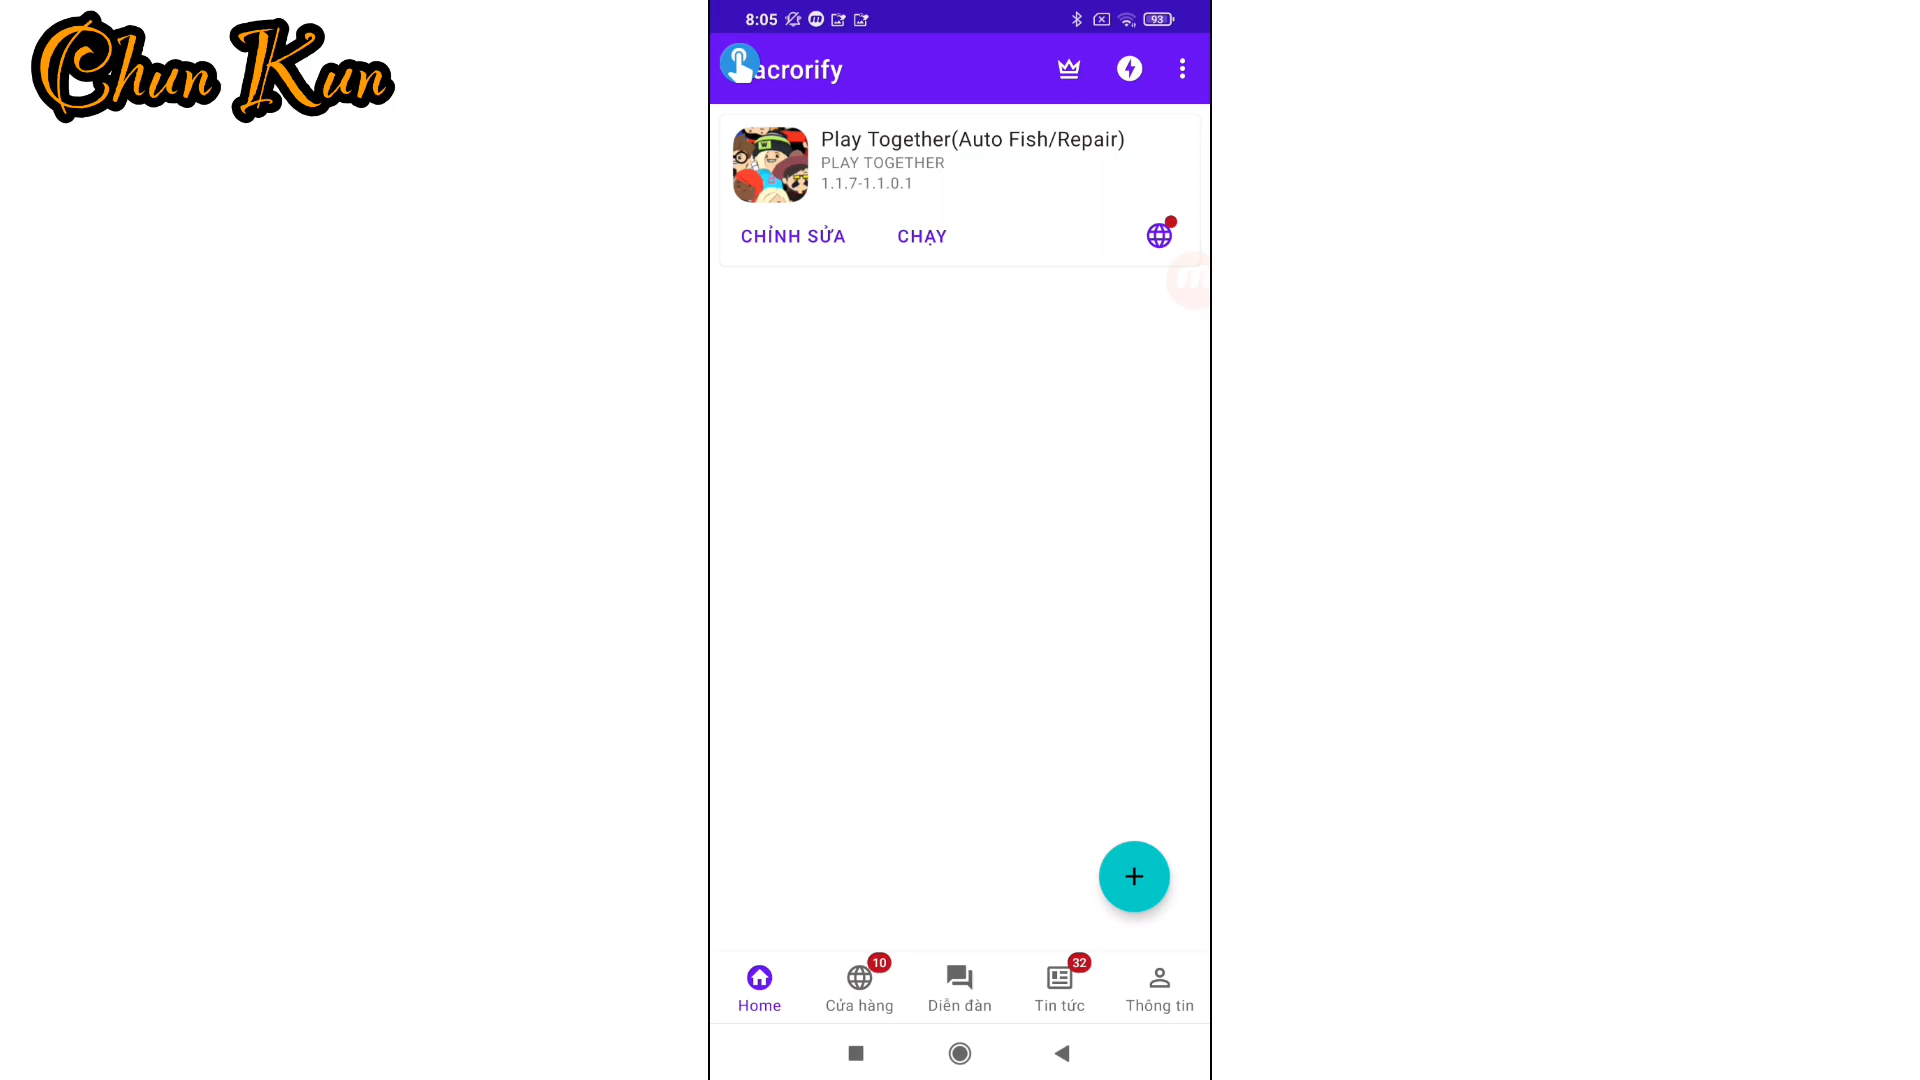 Chun Kun
8:05
93
acrorify
Play Together(Auto Fish/Repair)
PLAY TOGETHER
1.1.7-1.1.0.1
CHỈNH SỬA
CHẠY
10
32
Home
Cửa hàng
Diễn đàn
Tin tức
Thông tin